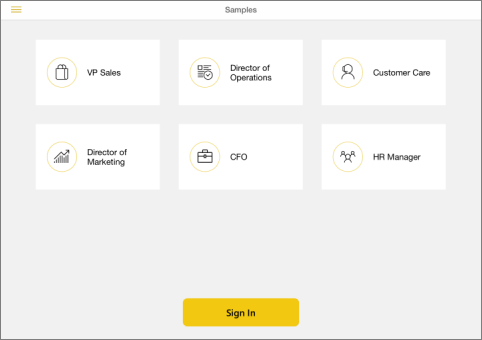 Samples
VP Sales
Director of
Operations
Customer Care
Director of
Marketing
CFO
HR Manager
Sign In